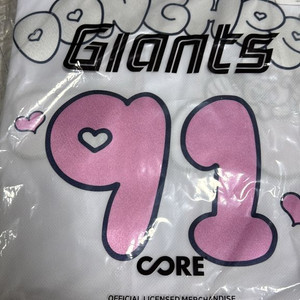 Giants
91
CORE
OFFICIAL LICENSED MERCHANDISE